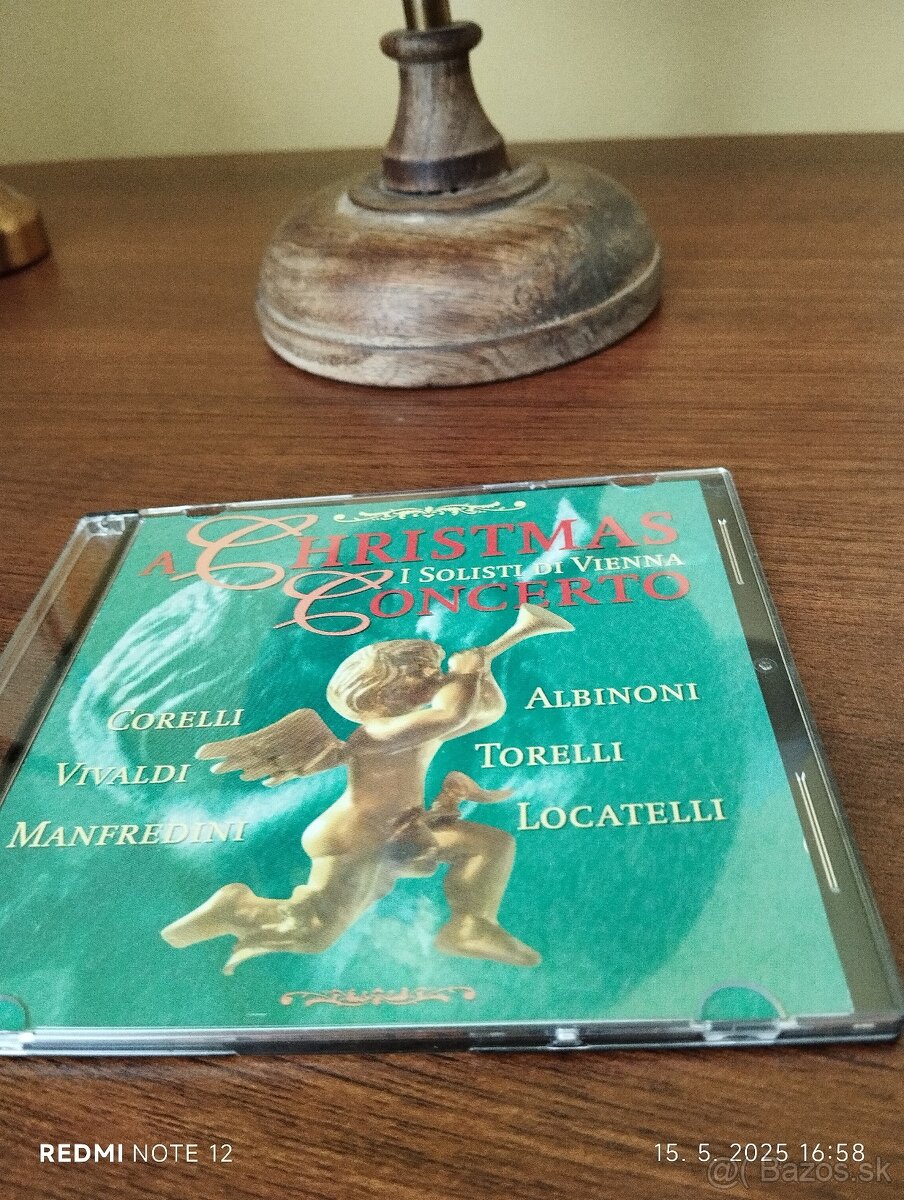 A CHRISTMAS
I SOLISTI DI VIENNA
CONCERTO
CORELLI
ALBINONI
VIVALDI
TORELLI
MANFREDINI
LOCATELLI
REDMI NOTE 12
15. 5. 2025 16:58
@( Bazos.sk